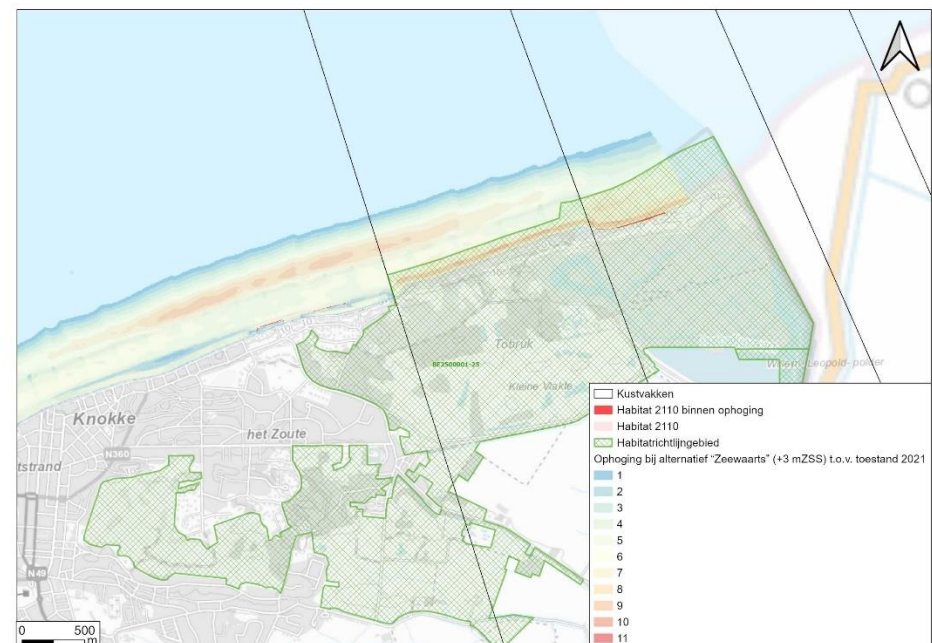 Tobruk
BE2500001-25
Kleine Vlakte
Willem-Leopold-polder
Knokke
het Zoute
N360
tstrand
N49
0 500
m
Kustvakken
Habitat 2110 binnen ophoging
Habitat 2110
Habitatrichtlijngebied
Ophoging bij alternatief "Zeewaarts" (+3 mZSS) t.o.v. toestand 2021
1
2
3
4
5
6
7
8
9
10
11